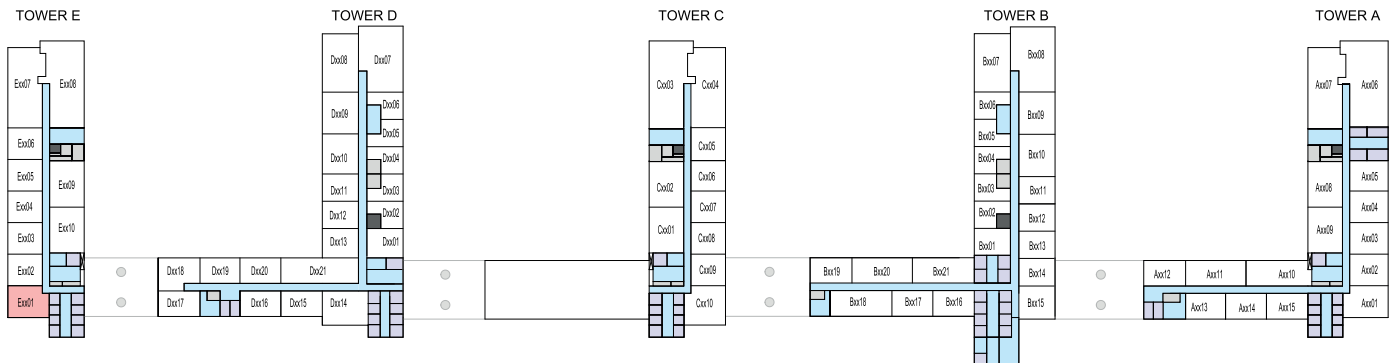 TOWER E TOWER D TOWER C TOWER B TOWER A
Exx07 Exx08
Exx06
Exx05 Exx09
Exx04
Exx03 Exx10
Exx02
Exx01
Dxx08 Dxx07
Dxx06
Dxx09
Dxx05
Dxx10 Dxx04
Dxx11 Dxx03
Dxx12 Dxx02
Dxx13 Dxx01
Dxx18 Dxx19 Dxx20 Dxx21
Dxx17 Dxx16 Dxx15 Dxx14
Cxx03 Cxx04
Cxx05
Cxx02 Cxx06
Cxx07
Cxx01 Cxx08
Cxx09
Cxx10
Bxx07 Bxx08
Bxx06
Bxx09
Bxx05
Bxx04 Bxx10
Bxx03 Bxx11
Bxx02 Bxx12
Bxx01 Bxx13
Bxx19 Bxx20 Bxx21 Bxx14
Bxx18 Bxx17 Bxx16 Bxx15
Axx07 Axx06
Axx08 Axx05
Axx04
Axx09 Axx03
Axx12 Axx11 Axx10 Axx02
Axx13 Axx14 Axx15 Axx01